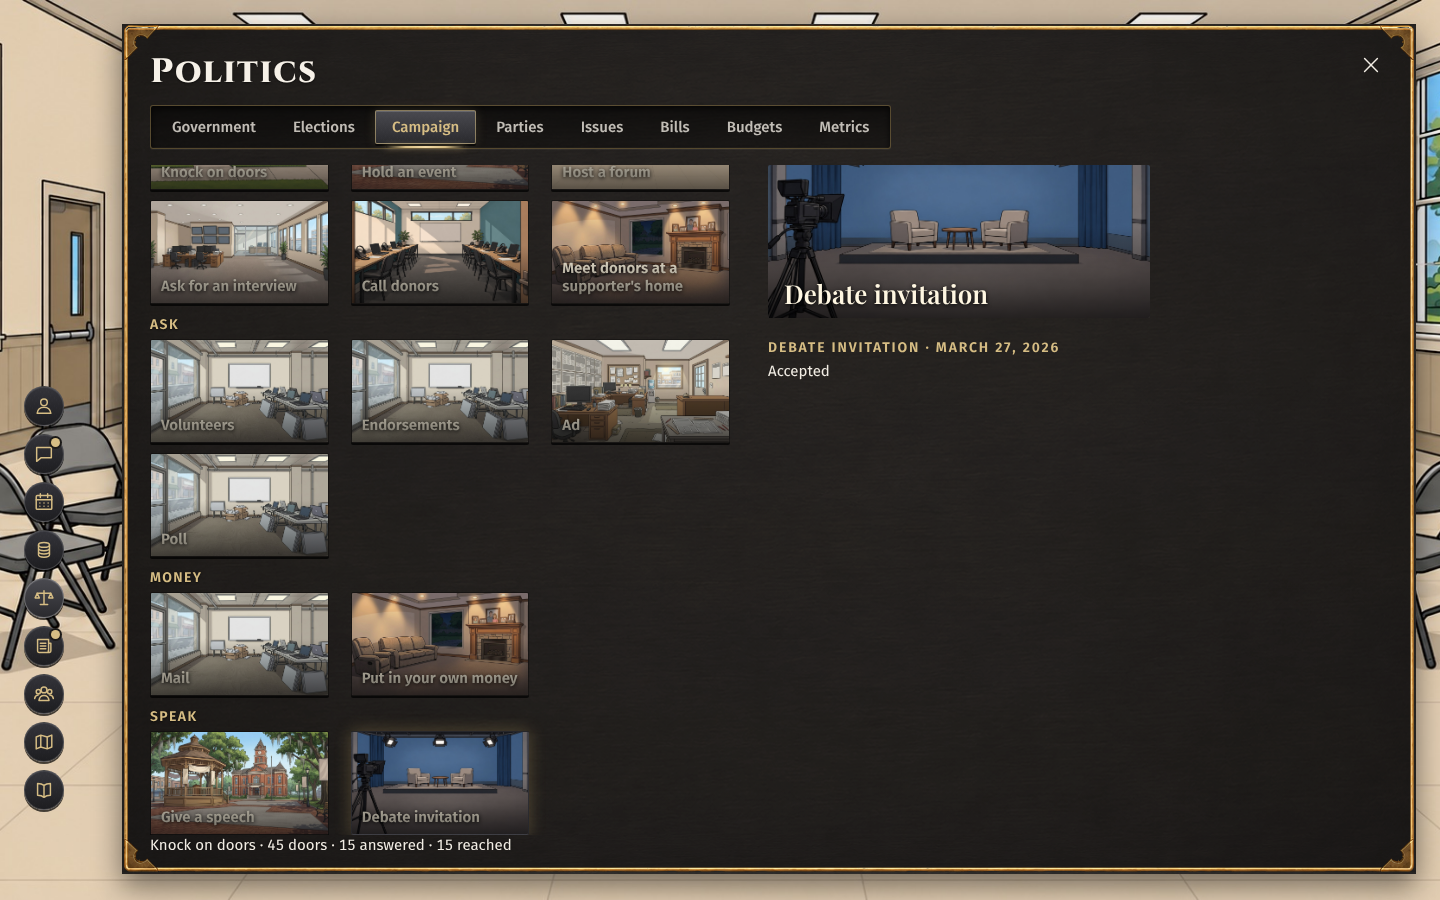 Politics
Government
Elections
Campaign
Parties
Issues
Bills
Budgets
Metrics
Knock on doors
Hold an event
Host a forum
Ask for an interview
Call donors
Meet donors at a
supporter's home
ASK
Volunteers
Endorsements
Ad
Poll
MONEY
Mail
Put in your own money
SPEAK
Give a speech
Debate invitation
Knock on doors · 45 doors · 15 answered · 15 reached
Debate invitation
DEBATE INVITATION · MARCH 27, 2026
Accepted